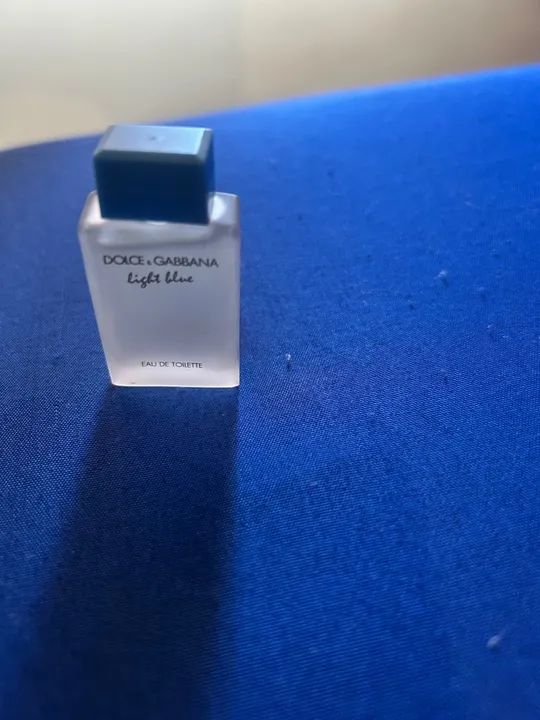 DOLCE & GABBANA
light blue
EAU DE TOILETTE